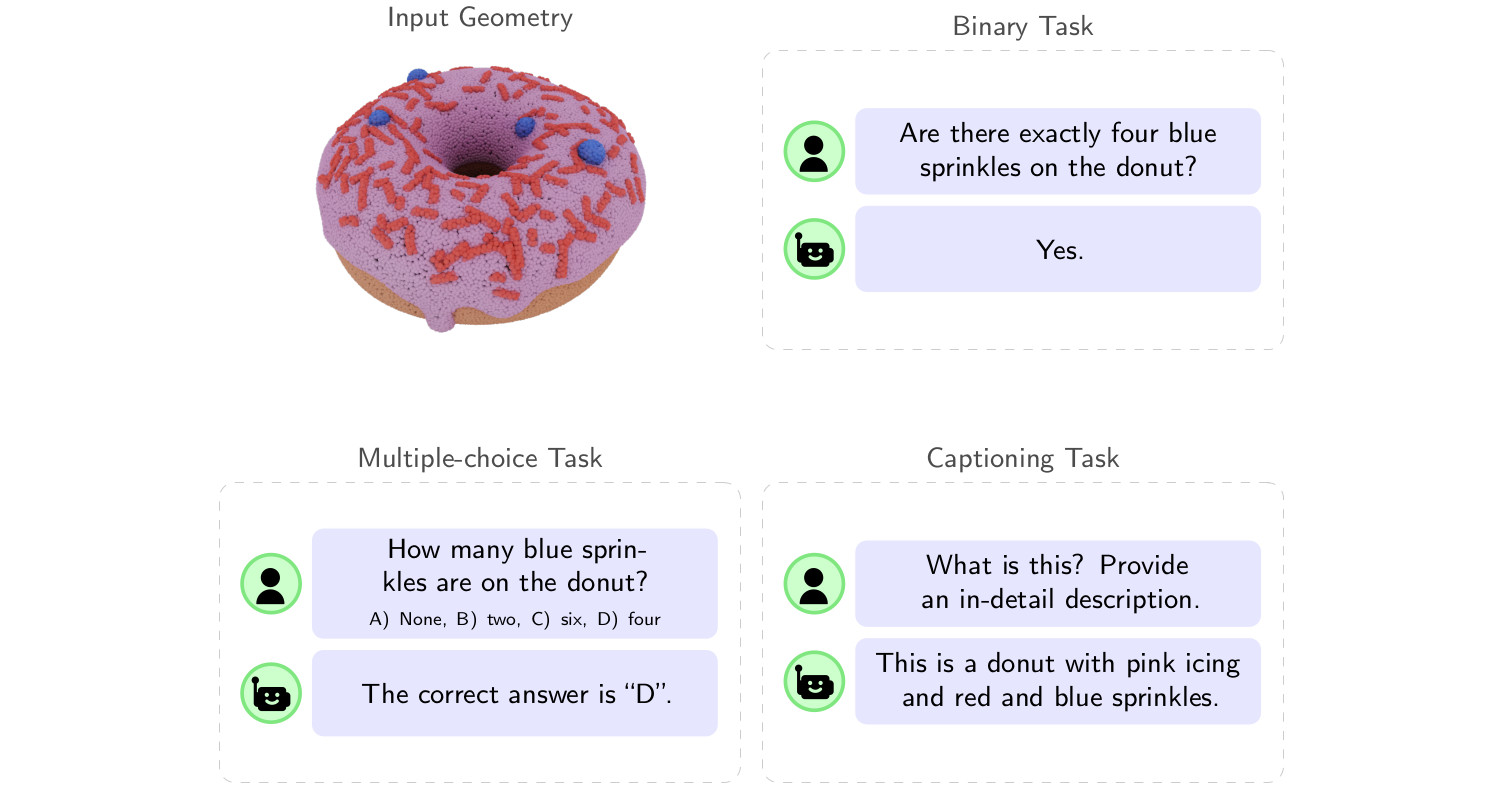 Input Geometry
Binary Task
Are there exactly four blue
sprinkles on the donut?
Yes.
Multiple-choice Task
How many blue sprin-
kles are on the donut?
A) None, B) two, C) six, D) four
The correct answer is “D”.
Captioning Task
What is this? Provide
an in-detail description.
This is a donut with pink icing
and red and blue sprinkles.